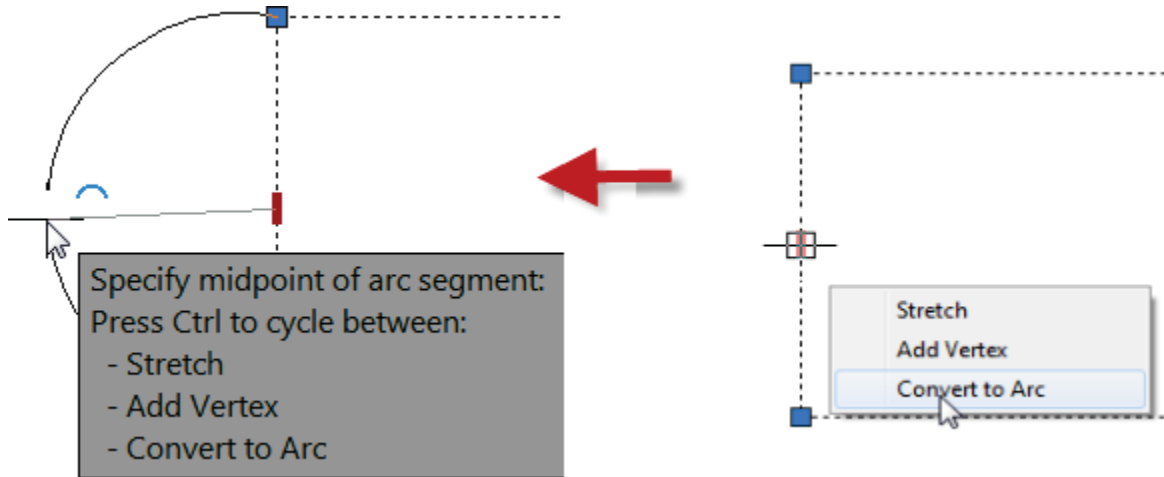 Specify midpoint of arc segment:
Press Ctrl to cycle between:
- Stretch
- Add Vertex
- Convert to Arc
Stretch
Add Vertex
Convert to Arc